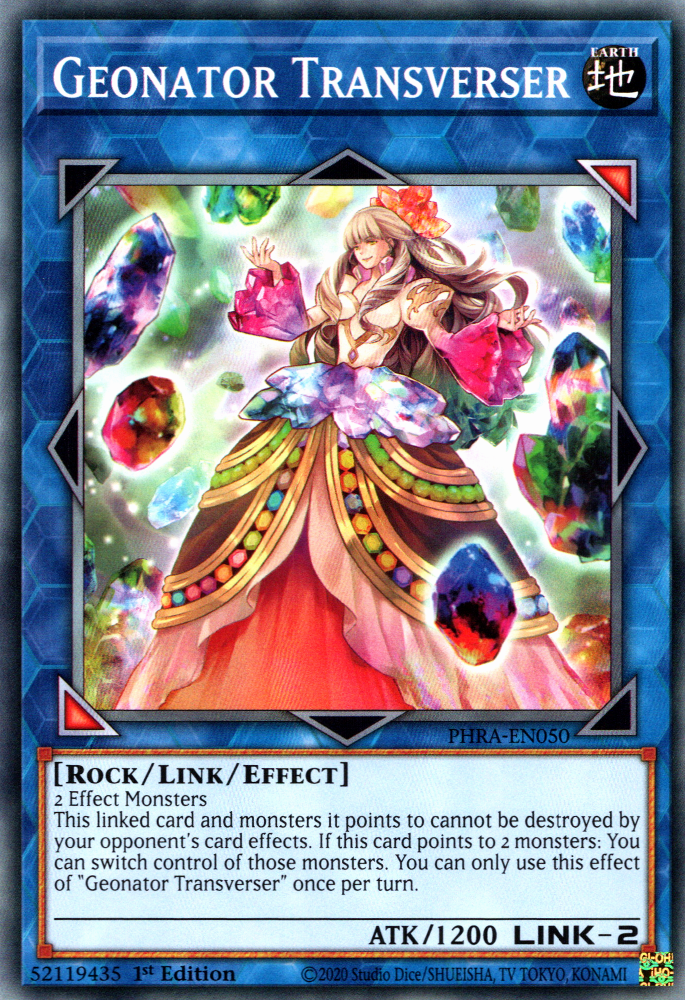 Geonator Transverser
EARTH
地
PHRA-EN050
[Rock/Link/Effect]
2 Effect Monsters
This linked card and monsters it points to cannot be destroyed by
your opponent's card effects. If this card points to 2 monsters: You
can switch control of those monsters. You can only use this effect
of "Geonator Transverser" once per turn.
ATK/1200 LINK-2
52119435 1st Edition ©2020 Studio Dice/SHUEISHA, TV TOKYO, KONAMI